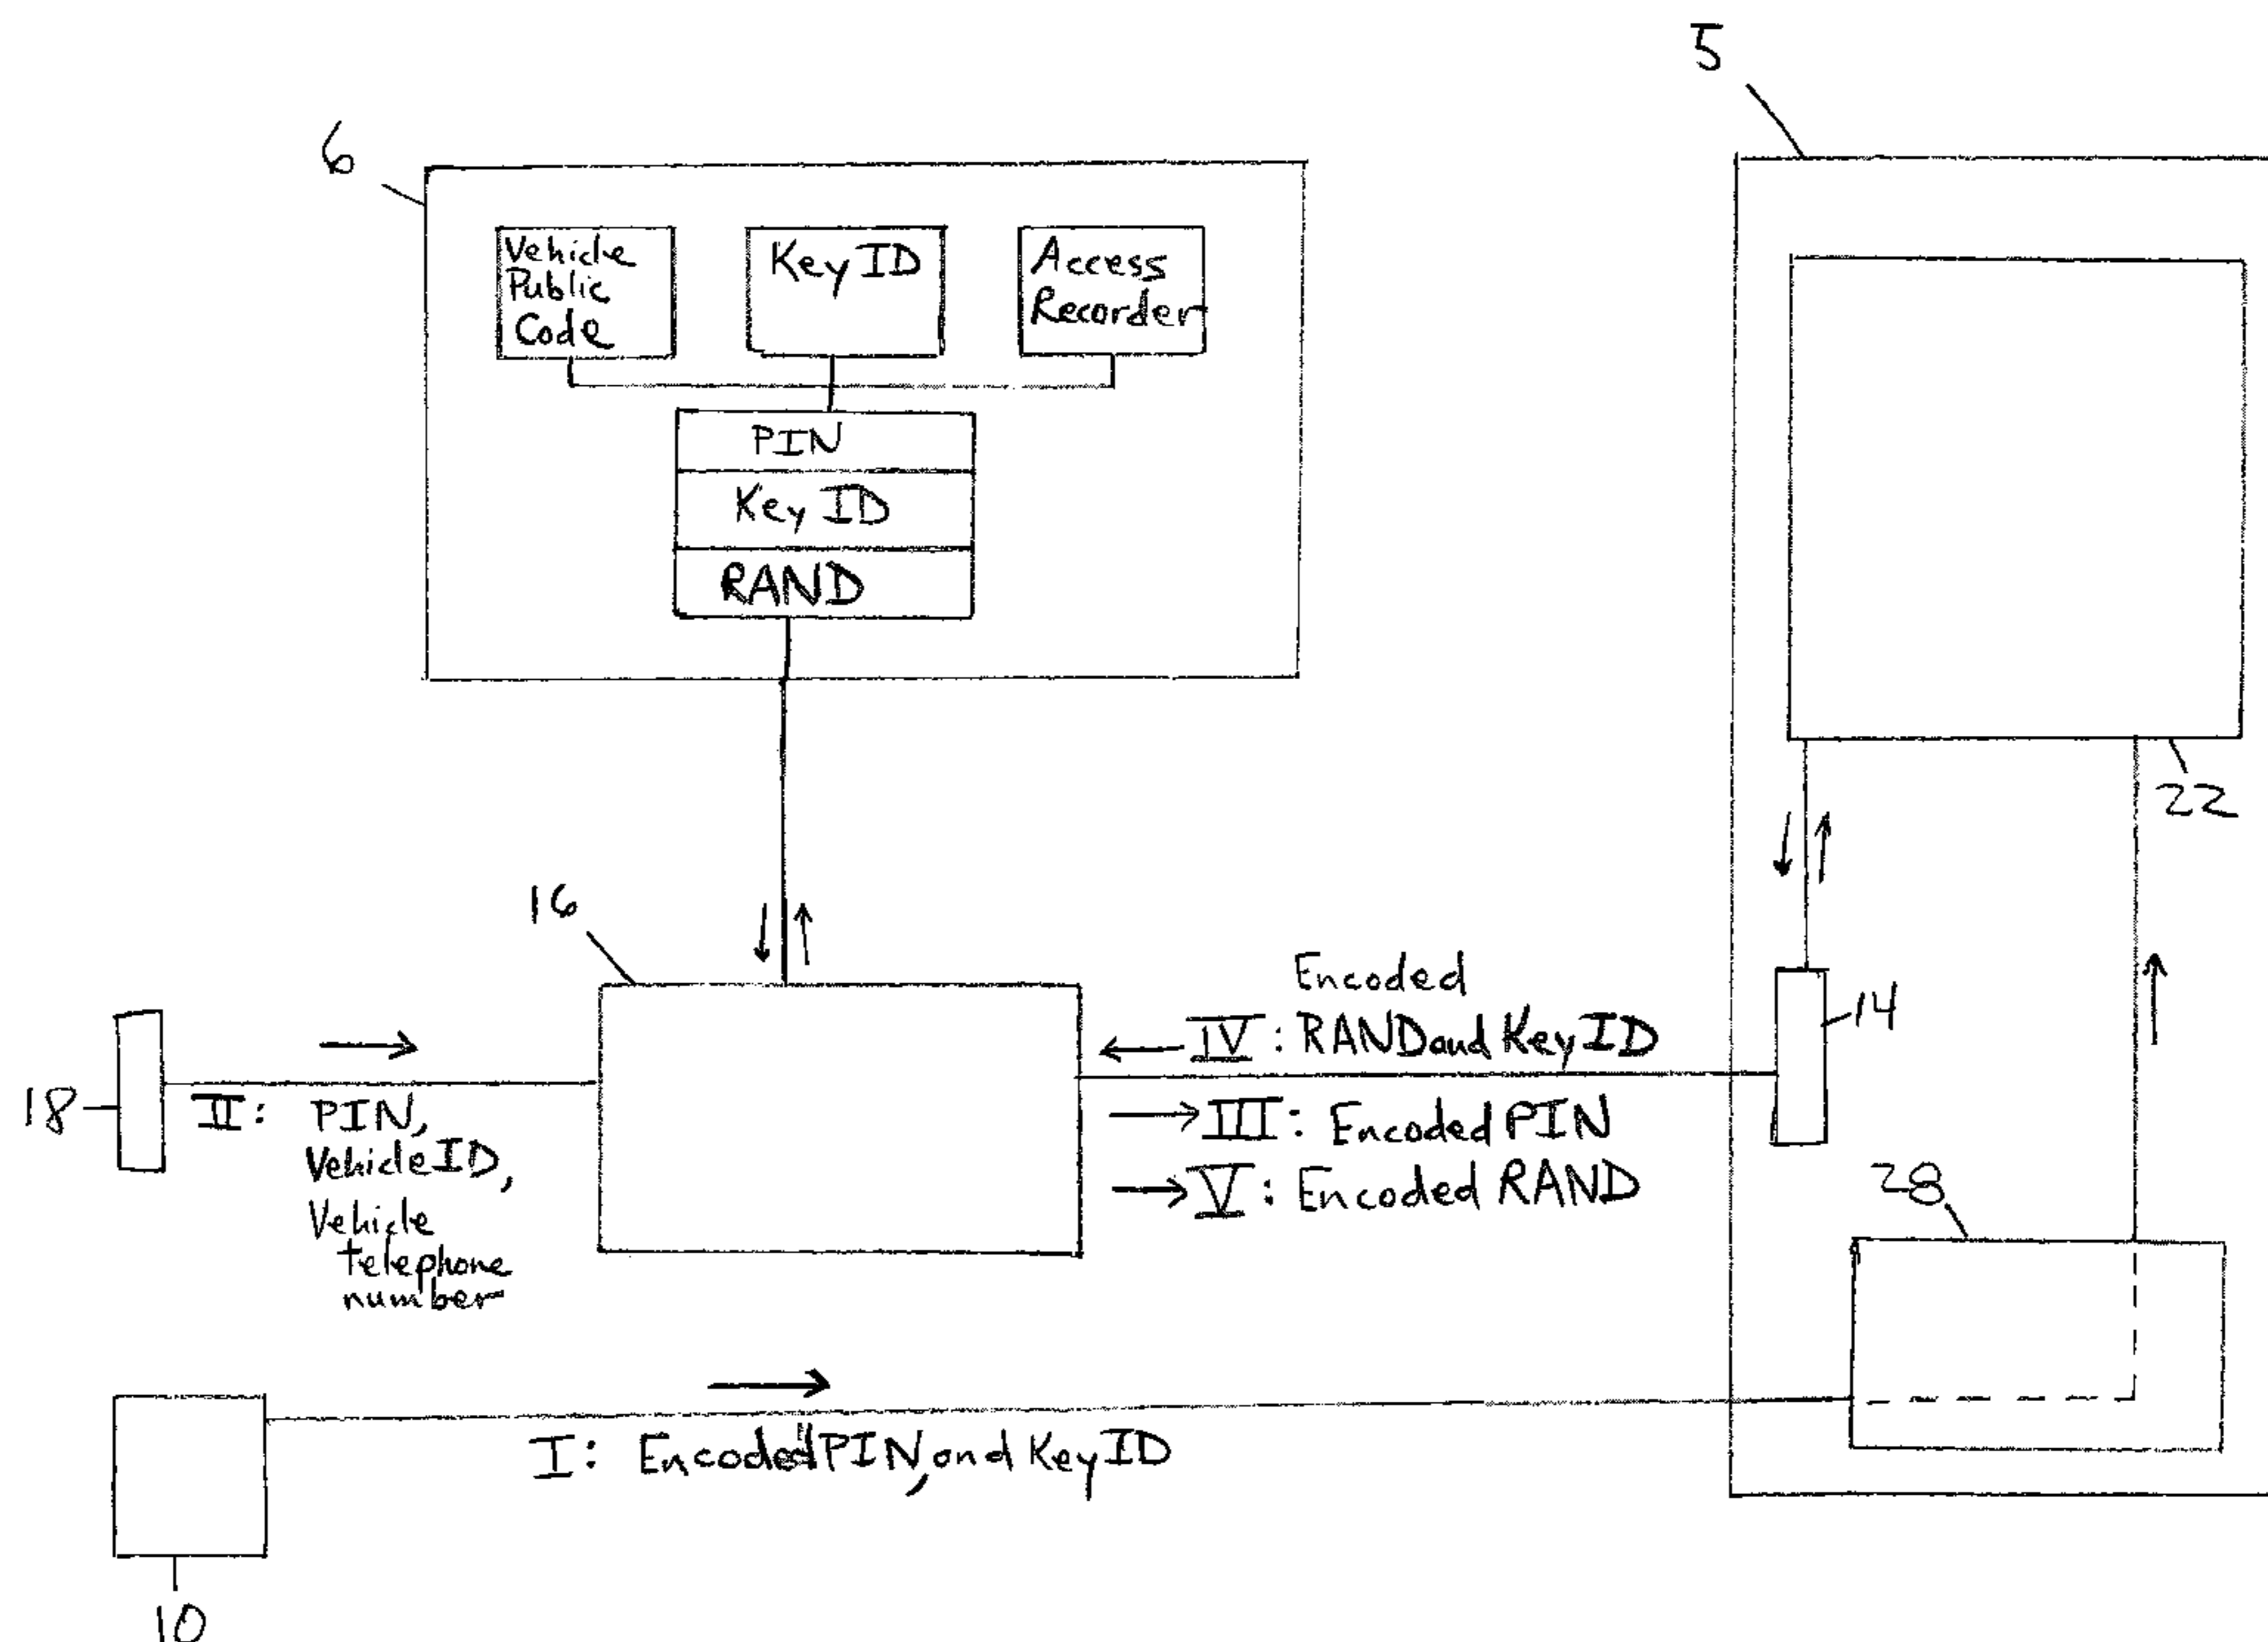 5
6
Vehicle
Public
Code
Key ID
Access
Recorder
PIN
Key ID
RAND
22
16
14
Encoded
IV: RAND and Key ID
18
II: PIN,
Vehicle ID,
Vehicle
telephone
number
III: Encoded PIN
V: Encoded RAND
28
I: Encoded PIN, and Key ID
10